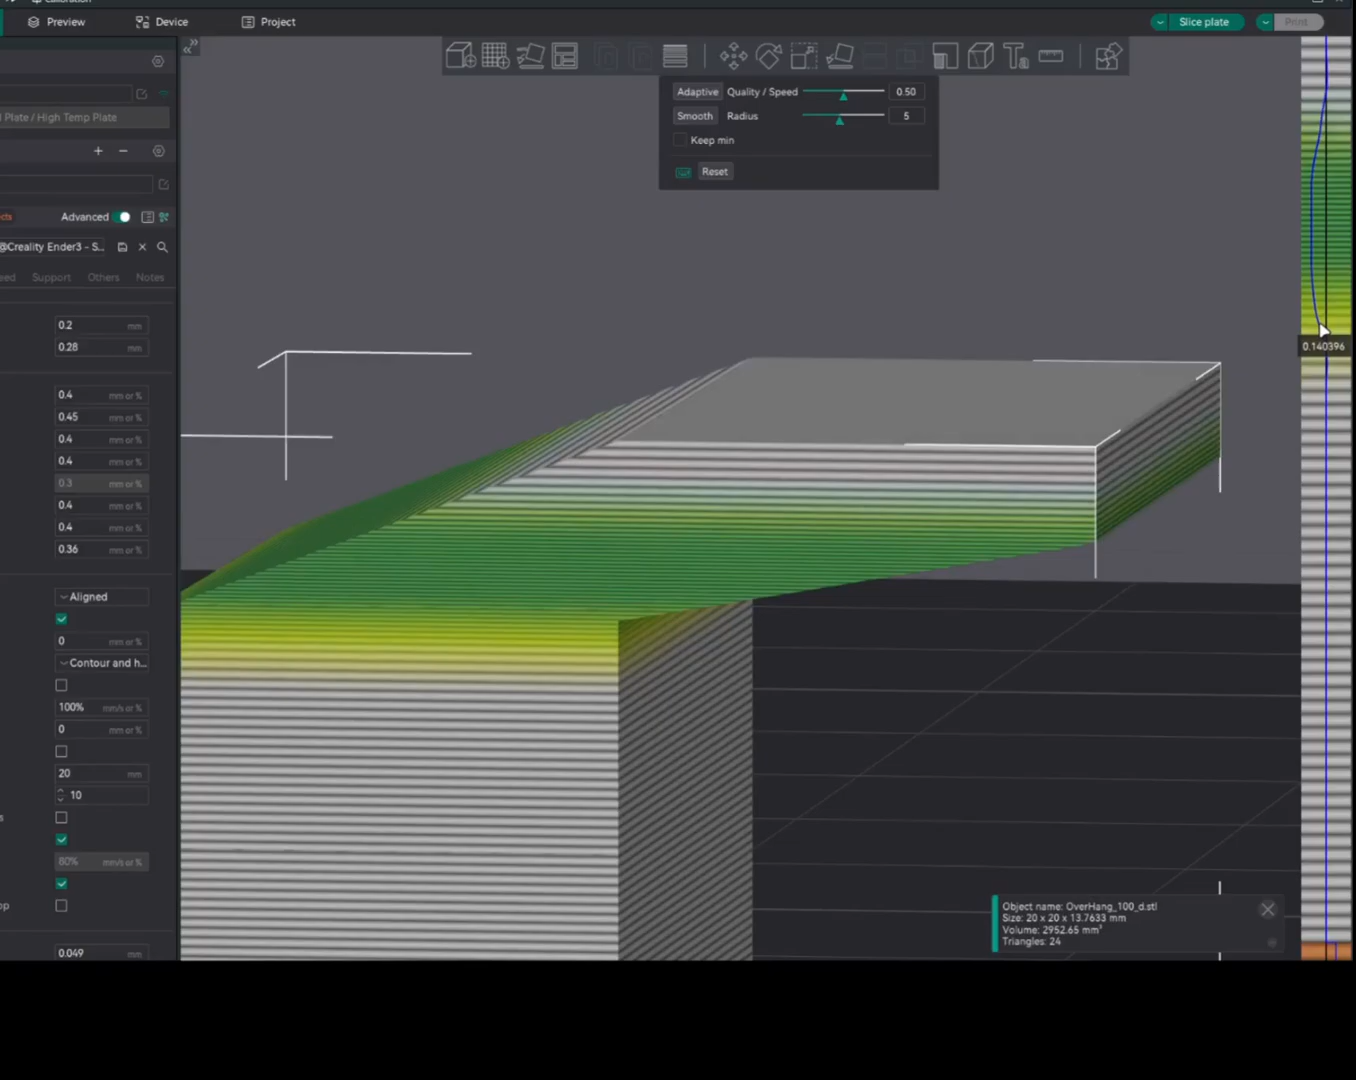 Calibration
Preview
Device
Project
Slice plate
Print
Adaptive Quality / Speed 0.50
Smooth Radius 5
Keep min
Reset
Plate / High Temp Plate
+ −
Advanced
@Creality Ender3 - S...
Support Others Notes
0.2 mm
0.28 mm
0.4 mm or %
0.45 mm or %
0.4 mm or %
0.4 mm or %
0.3 mm or %
0.4 mm or %
0.4 mm or %
0.36 mm or %
Aligned
0 mm or %
Contour and h...
100% mm/s or %
0 mm or %
20 mm
10
80% mm/s or %
0.049 mm
0.140396
Object name: OverHang_100_d.stl
Size: 20 x 20 x 13.7633 mm
Volume: 2952.65 mm³
Triangles: 24